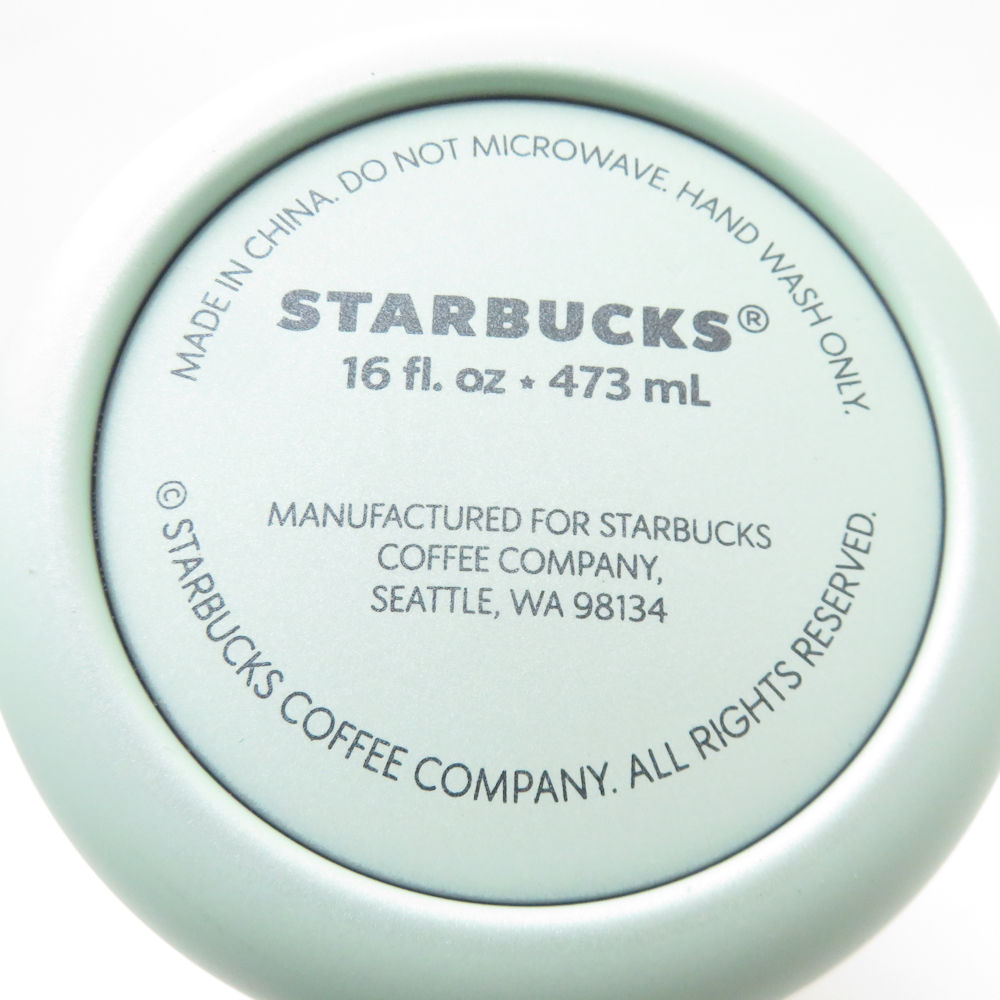 MADE IN CHINA. DO NOT MICROWAVE. HAND WASH ONLY.
STARBUCKS®
16 fl. oz ⋆ 473 mL
MANUFACTURED FOR STARBUCKS
COFFEE COMPANY,
SEATTLE, WA 98134
© STARBUCKS COFFEE COMPANY. ALL RIGHTS RESERVED.